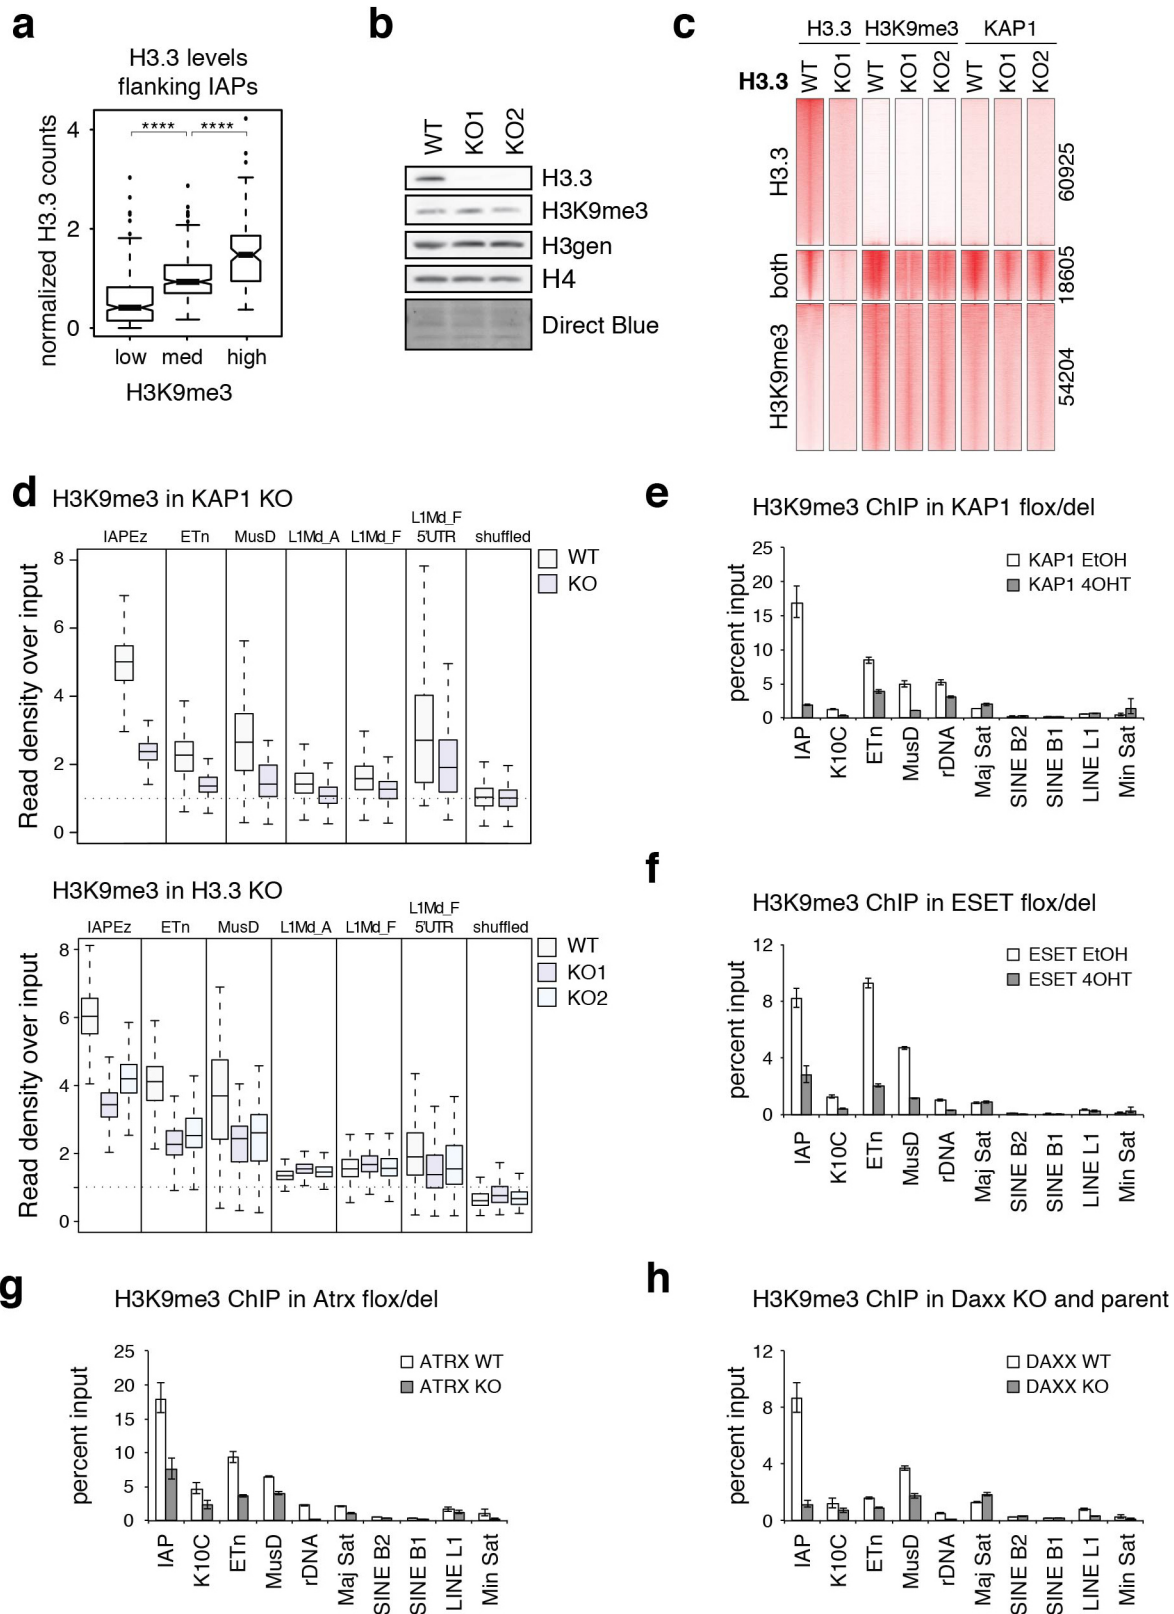 a
H3.3 levels
flanking IAPs
normalized H3.3 counts
4
2
0
**** ****
low med high
H3K9me3
b
WT KO1 KO2
H3.3
H3K9me3
H3gen
H4
Direct Blue
c
H3.3 H3K9me3 KAP1
H3.3 WT KO1 WT KO1 KO2 WT KO1 KO2
H3.3 60925
both 18605
H3K9me3 54204
d
H3K9me3 in KAP1 KO
IAPEz ETn MusD L1Md_A L1Md_F L1Md_F 5'UTR shuffled
Read density over input
8
6
4
2
0
WT
KO
H3K9me3 in H3.3 KO
IAPEz ETn MusD L1Md_A L1Md_F L1Md_F 5'UTR shuffled
Read density over input
8
6
4
2
0
WT
KO1
KO2
e
H3K9me3 ChIP in KAP1 flox/del
percent input
25
20
15
10
5
0
KAP1 EtOH
KAP1 4OHT
IAP K10C ETn MusD rDNA Maj Sat SINE B2 SINE B1 LINE L1 Min Sat
f
H3K9me3 ChIP in ESET flox/del
percent input
12
8
4
0
ESET EtOH
ESET 4OHT
IAP K10C ETn MusD rDNA Maj Sat SINE B2 SINE B1 LINE L1 Min Sat
g
H3K9me3 ChIP in Atrx flox/del
percent input
25
20
15
10
5
0
ATRX WT
ATRX KO
IAP K10C ETn MusD rDNA Maj Sat SINE B2 SINE B1 LINE L1 Min Sat
h
H3K9me3 ChIP in Daxx KO and parent
percent input
12
8
4
0
DAXX WT
DAXX KO
IAP K10C ETn MusD rDNA Maj Sat SINE B2 SINE B1 LINE L1 Min Sat